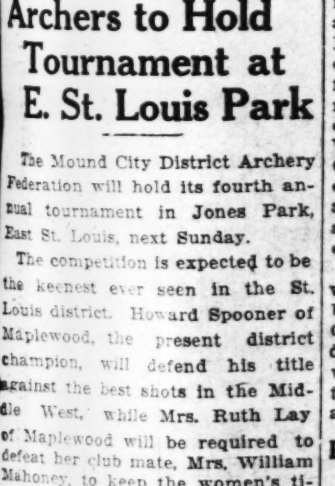 Archers to Hold
Tournament at
E. St. Louis Park
The Mound City District Archery
Federation will hold its fourth an-
nual tournament in Jones Park,
East St. Louis, next Sunday.
The competition is expected to be
the keenest ever seen in the St.
Louis district. Howard Spooner of
Maplewood, the present district
champion, will defend his title
against the best shots in the Mid-
dle West, while Mrs. Ruth Lay
of Maplewood will be required to
defeat her club mate, Mrs. William
Mahoney, to keep the women's ti-